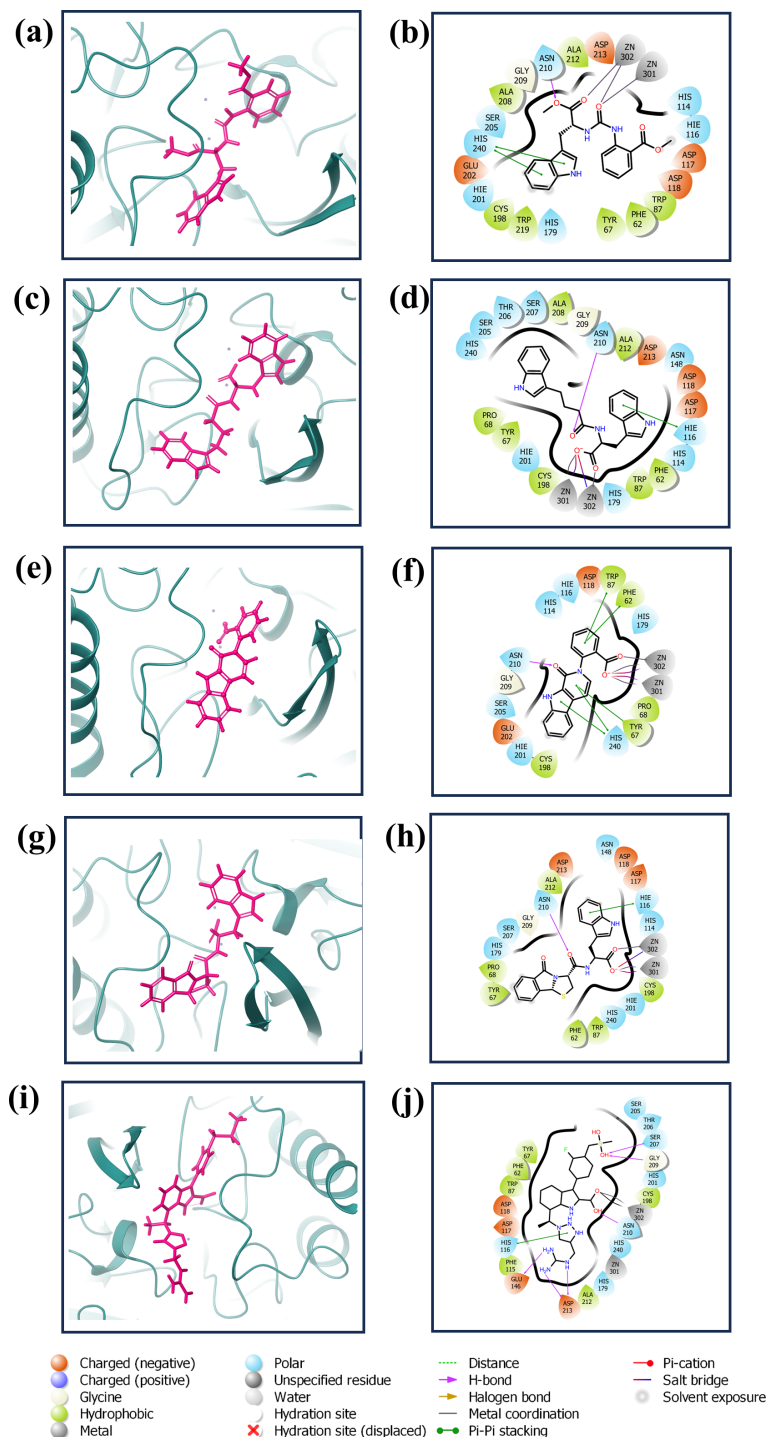 (a)
(b)
ASN 210
GLY 209
ALA 212
ASP 213
ZN 302
ZN 301
ALA 208
SER 205
HIS 240
GLU 202
HIE 201
CYS 198
TRP 219
HIS 179
TYR 67
PHE 62
TRP 87
ASP 118
ASP 117
HIE 116
HIS 114
O
O
O
O
O
N H
NH
NH
(c)
(d)
HIS 240
SER 205
THR 206
SER 207
ALA 208
GLY 209
ASN 210
ALA 212
ASP 213
ASN 148
ASP 118
ASP 117
HIE 116
HIS 114
PHE 62
TRP 87
HIS 179
ZN 302
ZN 301
CYS 198
HIE 201
TYR 67
PRO 68
NH
O
NH
NH
O-
O
(e)
(f)
HIS 114
HIE 116
ASP 118
TRP 87
PHE 62
HIS 179
ZN 302
ZN 301
PRO 68
TYR 67
HIS 240
CYS 198
HIE 201
GLU 202
SER 205
GLY 209
ASN 210
O
N
O
O-
NH
(g)
(h)
ASN 148
ASP 118
ASP 117
HIE 116
HIS 114
ZN 302
ZN 301
CYS 198
HIE 201
HIS 240
TRP 87
PHE 62
TYR 67
PRO 68
HIS 179
SER 207
GLY 209
ASN 210
ALA 212
ASP 213
NH
O
O
N
N H
O
O-
S
(i)
(j)
SER 205
THR 206
SER 207
GLY 209
HIS 201
CYS 198
ZN 302
ASN 210
HIS 240
ZN 301
HIS 179
ALA 212
ASP 213
GLU 146
PHE 115
HIS 116
ASP 117
ASP 118
TRP 87
PHE 62
TYR 67
HO
OH
F
O
OH
Charged (negative)
Charged (positive)
Glycine
Hydrophobic
Metal
Polar
Unspecified residue
Water
Hydration site
Hydration site (displaced)
Distance
H-bond
Halogen bond
Metal coordination
Pi-Pi stacking
Pi-cation
Salt bridge
Solvent exposure